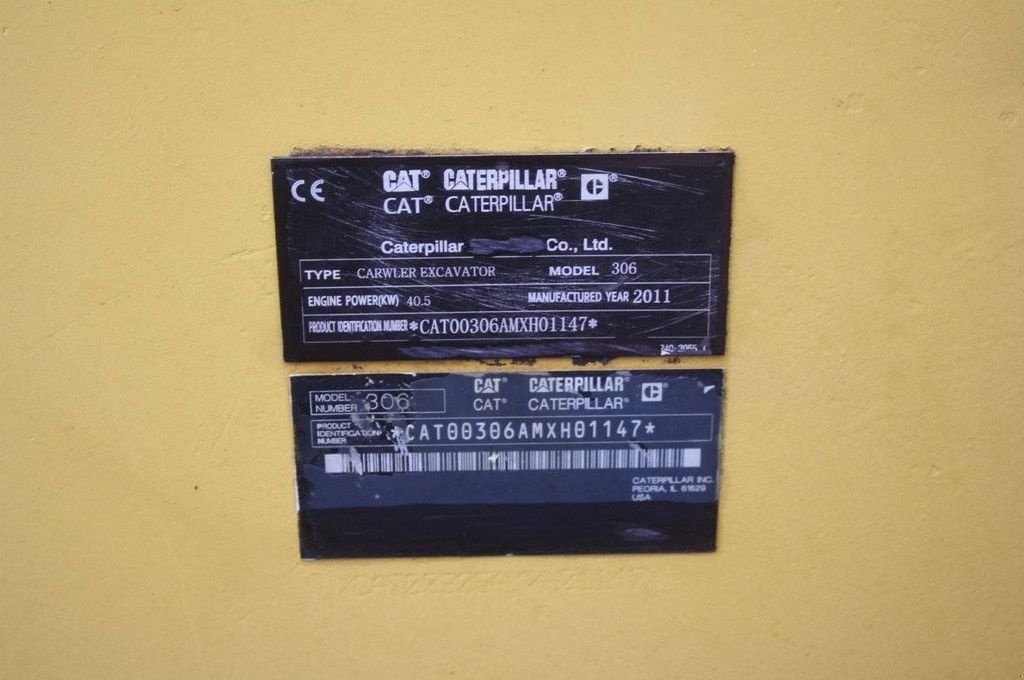 CE CAT® CATERPILLAR® C®
CAT® CATERPILLAR®
Caterpillar Co., Ltd.
TYPE CARWLER EXCAVATOR MODEL 306
ENGINE POWER(KW) 40.5 MANUFACTURED YEAR 2011
PRODUCT IDENTIFICATION NUMBER *CAT00306AMXH01147*
MODEL NUMBER 306
CAT® CATERPILLAR® C®
CAT® CATERPILLAR®
PRODUCT IDENTIFICATION NUMBER *CAT00306AMXH01147*
CATERPILLAR INC.
PEORIA, IL 61629
USA